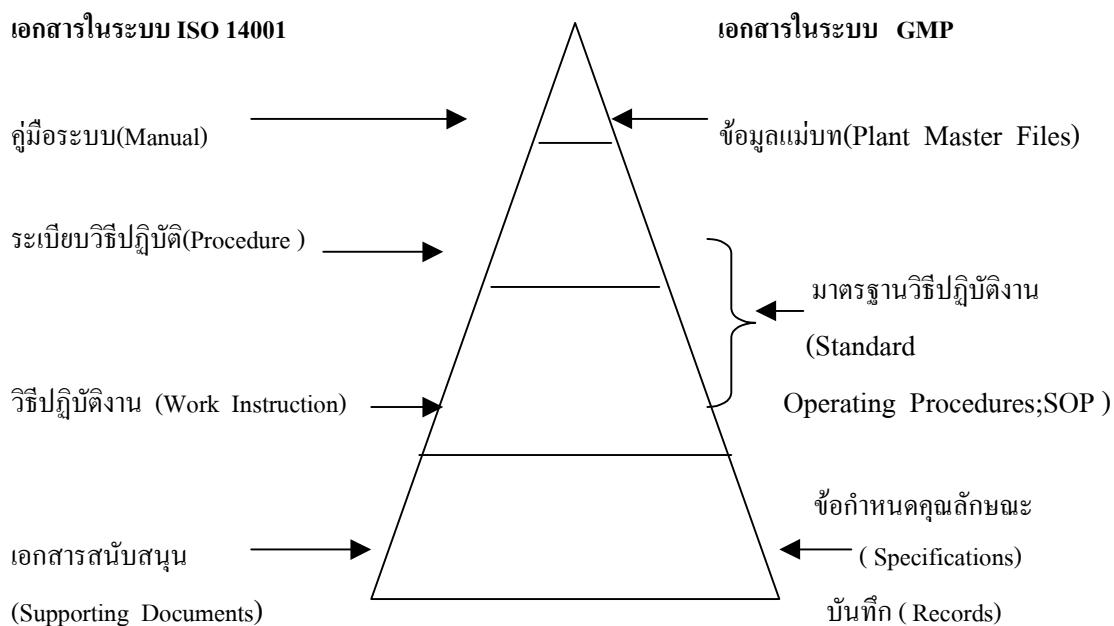 เอกสารในระบบ ISO 14001
เอกสารในระบบ GMP
คู่มือระบบ(Manual)
ข้อมูลแม่บท(Plant Master Files)
ระเบียบวิธีปฏิบัติ(Procedure )
มาตรฐานวิธีปฏิบัติงาน
(Standard
Operating Procedures;SOP )
วิธีปฏิบัติงาน (Work Instruction)
ข้อกำหนดคุณลักษณะ
( Specifications)
บันทึก ( Records)
เอกสารสนับสนุน
(Supporting Documents)